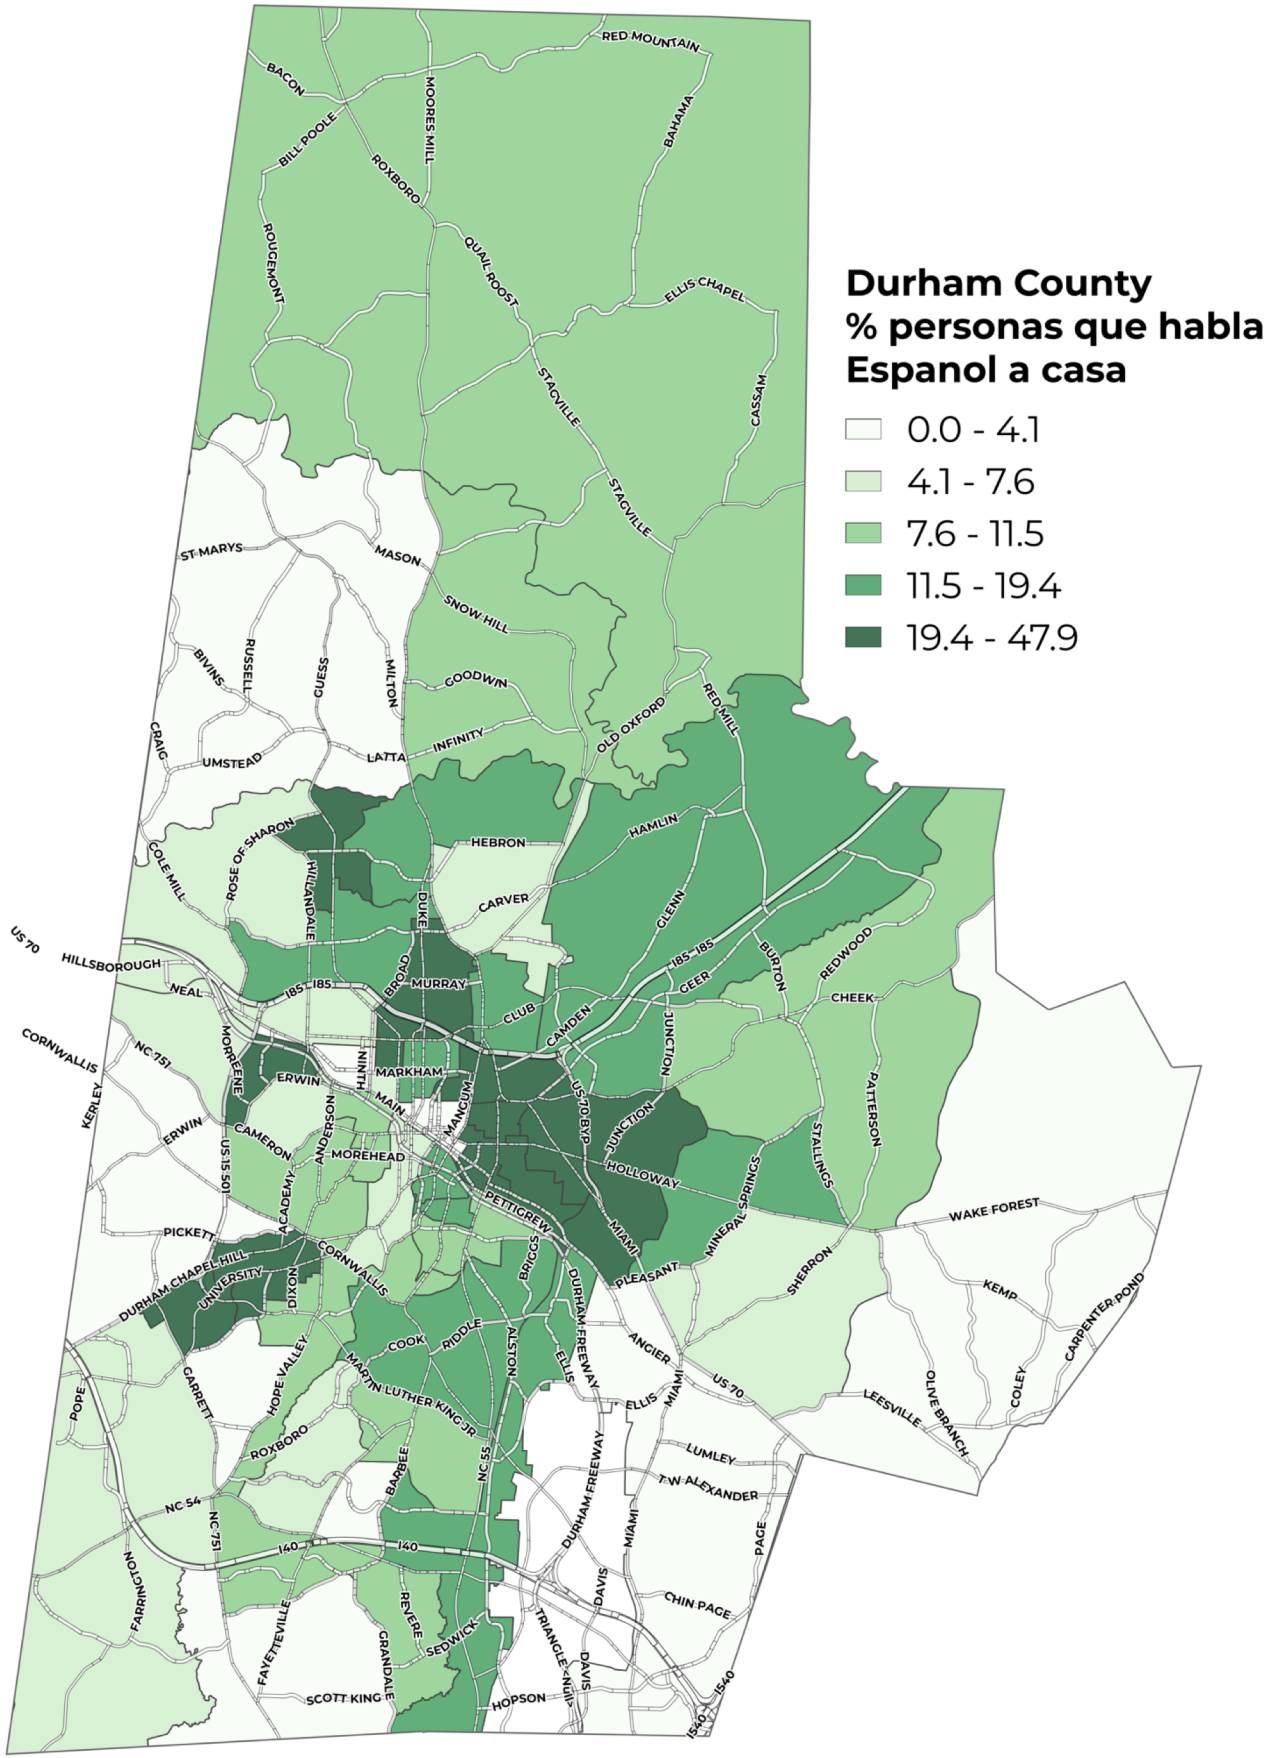 RED MOUNTAIN
BACON
MOORES MILL
BAHAMA
BILL POOLE
ROXBORO
ROUGEMONT
QUAIL ROOST
ELLIS CHAPEL
Durham County
% personas que habla
Espanol a casa
0.0 - 4.1
4.1 - 7.6
7.6 - 11.5
11.5 - 19.4
19.4 - 47.9
STAGVILLE
CASSAM
STAGVILLE
ST MARYS
MASON
SNOW HILL
BIVINS
RUSSELL
GUESS
MILTON
GOODWIN
OLD OXFORD
RED MILL
CRAIG
UMSTEAD
LATTA
INFINITY
ROSE OF SHARON
HEBRON
HAMLIN
COLE MILL
HILLANDALE
DUKE
CARVER
GLENN
US 70
HILLSBOROUGH
NEAL
I85
I85
BROAD
MURRAY
CLUB
CAMDEN
I85
I85
GEER
BURTON
REDWOOD
CHEEK
CORNWALLIS
NC 751
MORREENE
ERWIN
NINTH
MARKHAM
MAIN
MANGUM
US 70 BYP
JUNCTION
JUNCTION
PATTERSON
STALLINGS
KERLEY
ERWIN
CAMERON
ANDERSON
MOREHEAD
HOLLOWAY
US 15 501
ACADEMY
PETTIGREW
MIAMI
MINERAL SPRINGS
WAKE FOREST
PICKETT
DURHAM CHAPEL HILL
UNIVERSITY
DIXON
CORNWALLIS
BRIGGS
DURHAM FREEWAY
PLEASANT
SHERRON
KEMP
CARPENTER POND
COOK
RIDDLE
ALSTON
ELLIS
ANGIER
US 70
POPE
GARRETT
HOPE VALLEY
MARTIN LUTHER KING JR
ELLIS
MIAMI
LEESVILLE
OLIVE BRANCH
COLEY
ROXBORO
BARBEE
NC 55
DURHAM FREEWAY
LUMLEY
T W ALEXANDER
NC 54
NC 751
I40
I40
MIAMI
PAGE
FARRINGTON
FAYETTEVILLE
REVERE
GRANDALE
SEDWICK
TRIANGLE
<Null>
DAVIS
DAVIS
CHIN PAGE
SCOTT KING
HOPSON
I540
I540